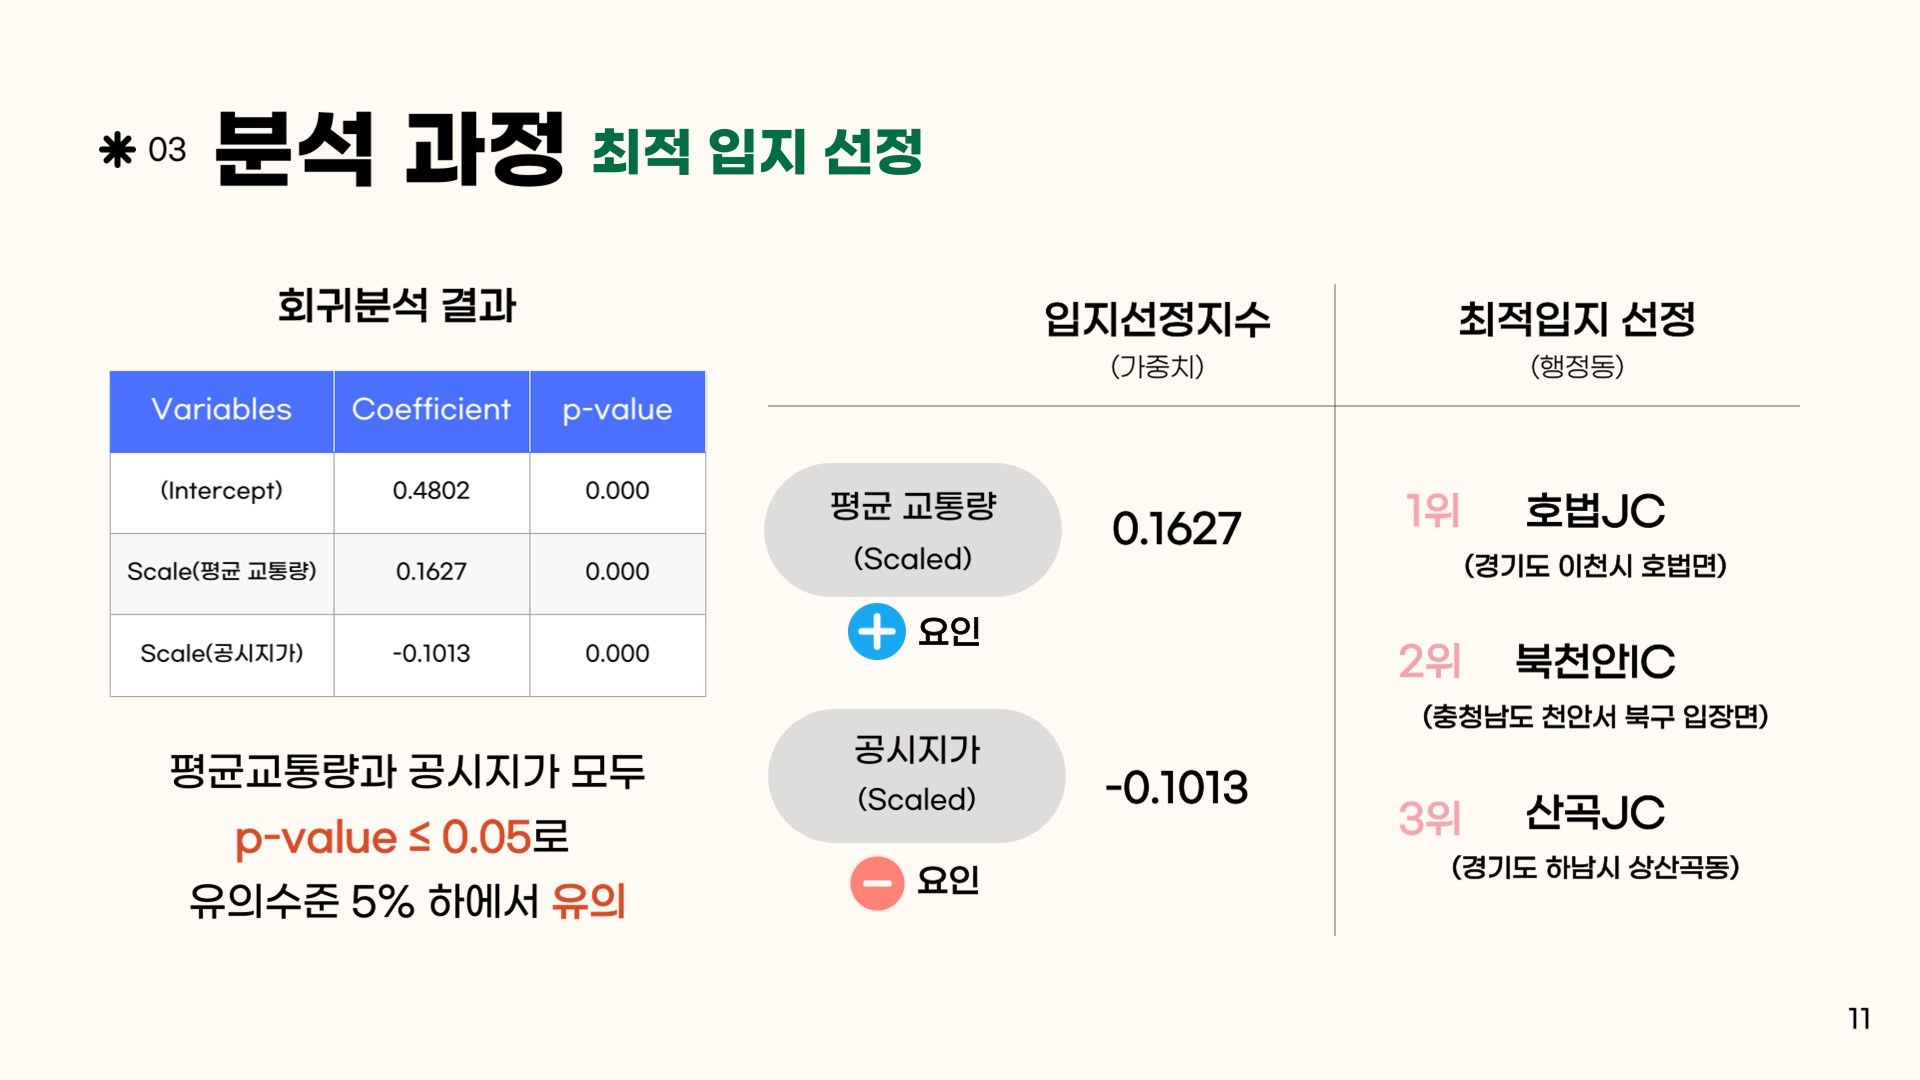 03 분석 과정 최적 입지 선정
회귀분석 결과
Variables Coefficient p-value
(Intercept) 0.4802 0.000
Scale(평균 교통량) 0.1627 0.000
Scale(공시지가) -0.1013 0.000
평균교통량과 공시지가 모두
p-value ≤ 0.05로
유의수준 5% 하에서 유의
입지선정지수
(가중치)
평균 교통량
(Scaled)
0.1627
요인
공시지가
(Scaled)
-0.1013
요인
최적입지 선정
(행정동)
1위 호법JC
(경기도 이천시 호법면)
2위 북천안IC
(충청남도 천안서 북구 입장면)
3위 산곡JC
(경기도 하남시 상산곡동)
11